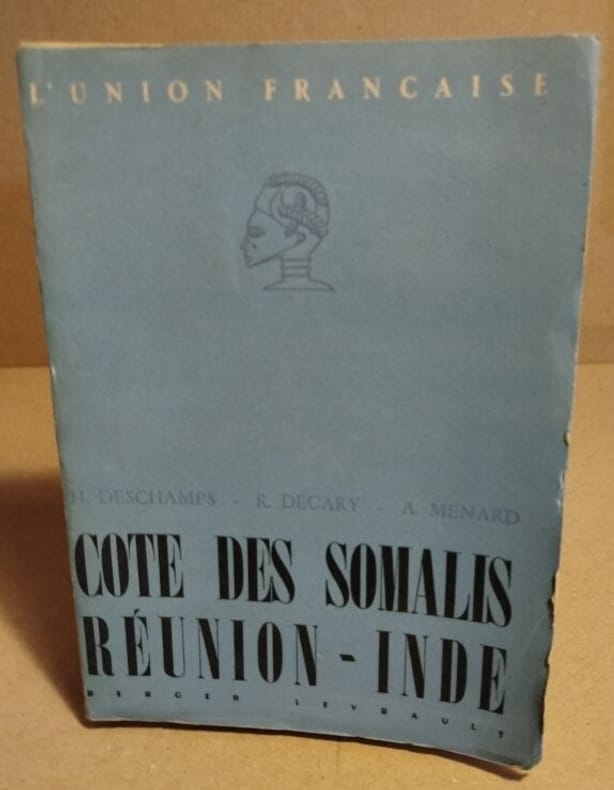 L'UNION FRANCAISE
H. DESCHAMPS - R. DECARY - A. MENARD
COTE DES SOMALIS
RÉUNION - INDE
BERGER LEVRAULT